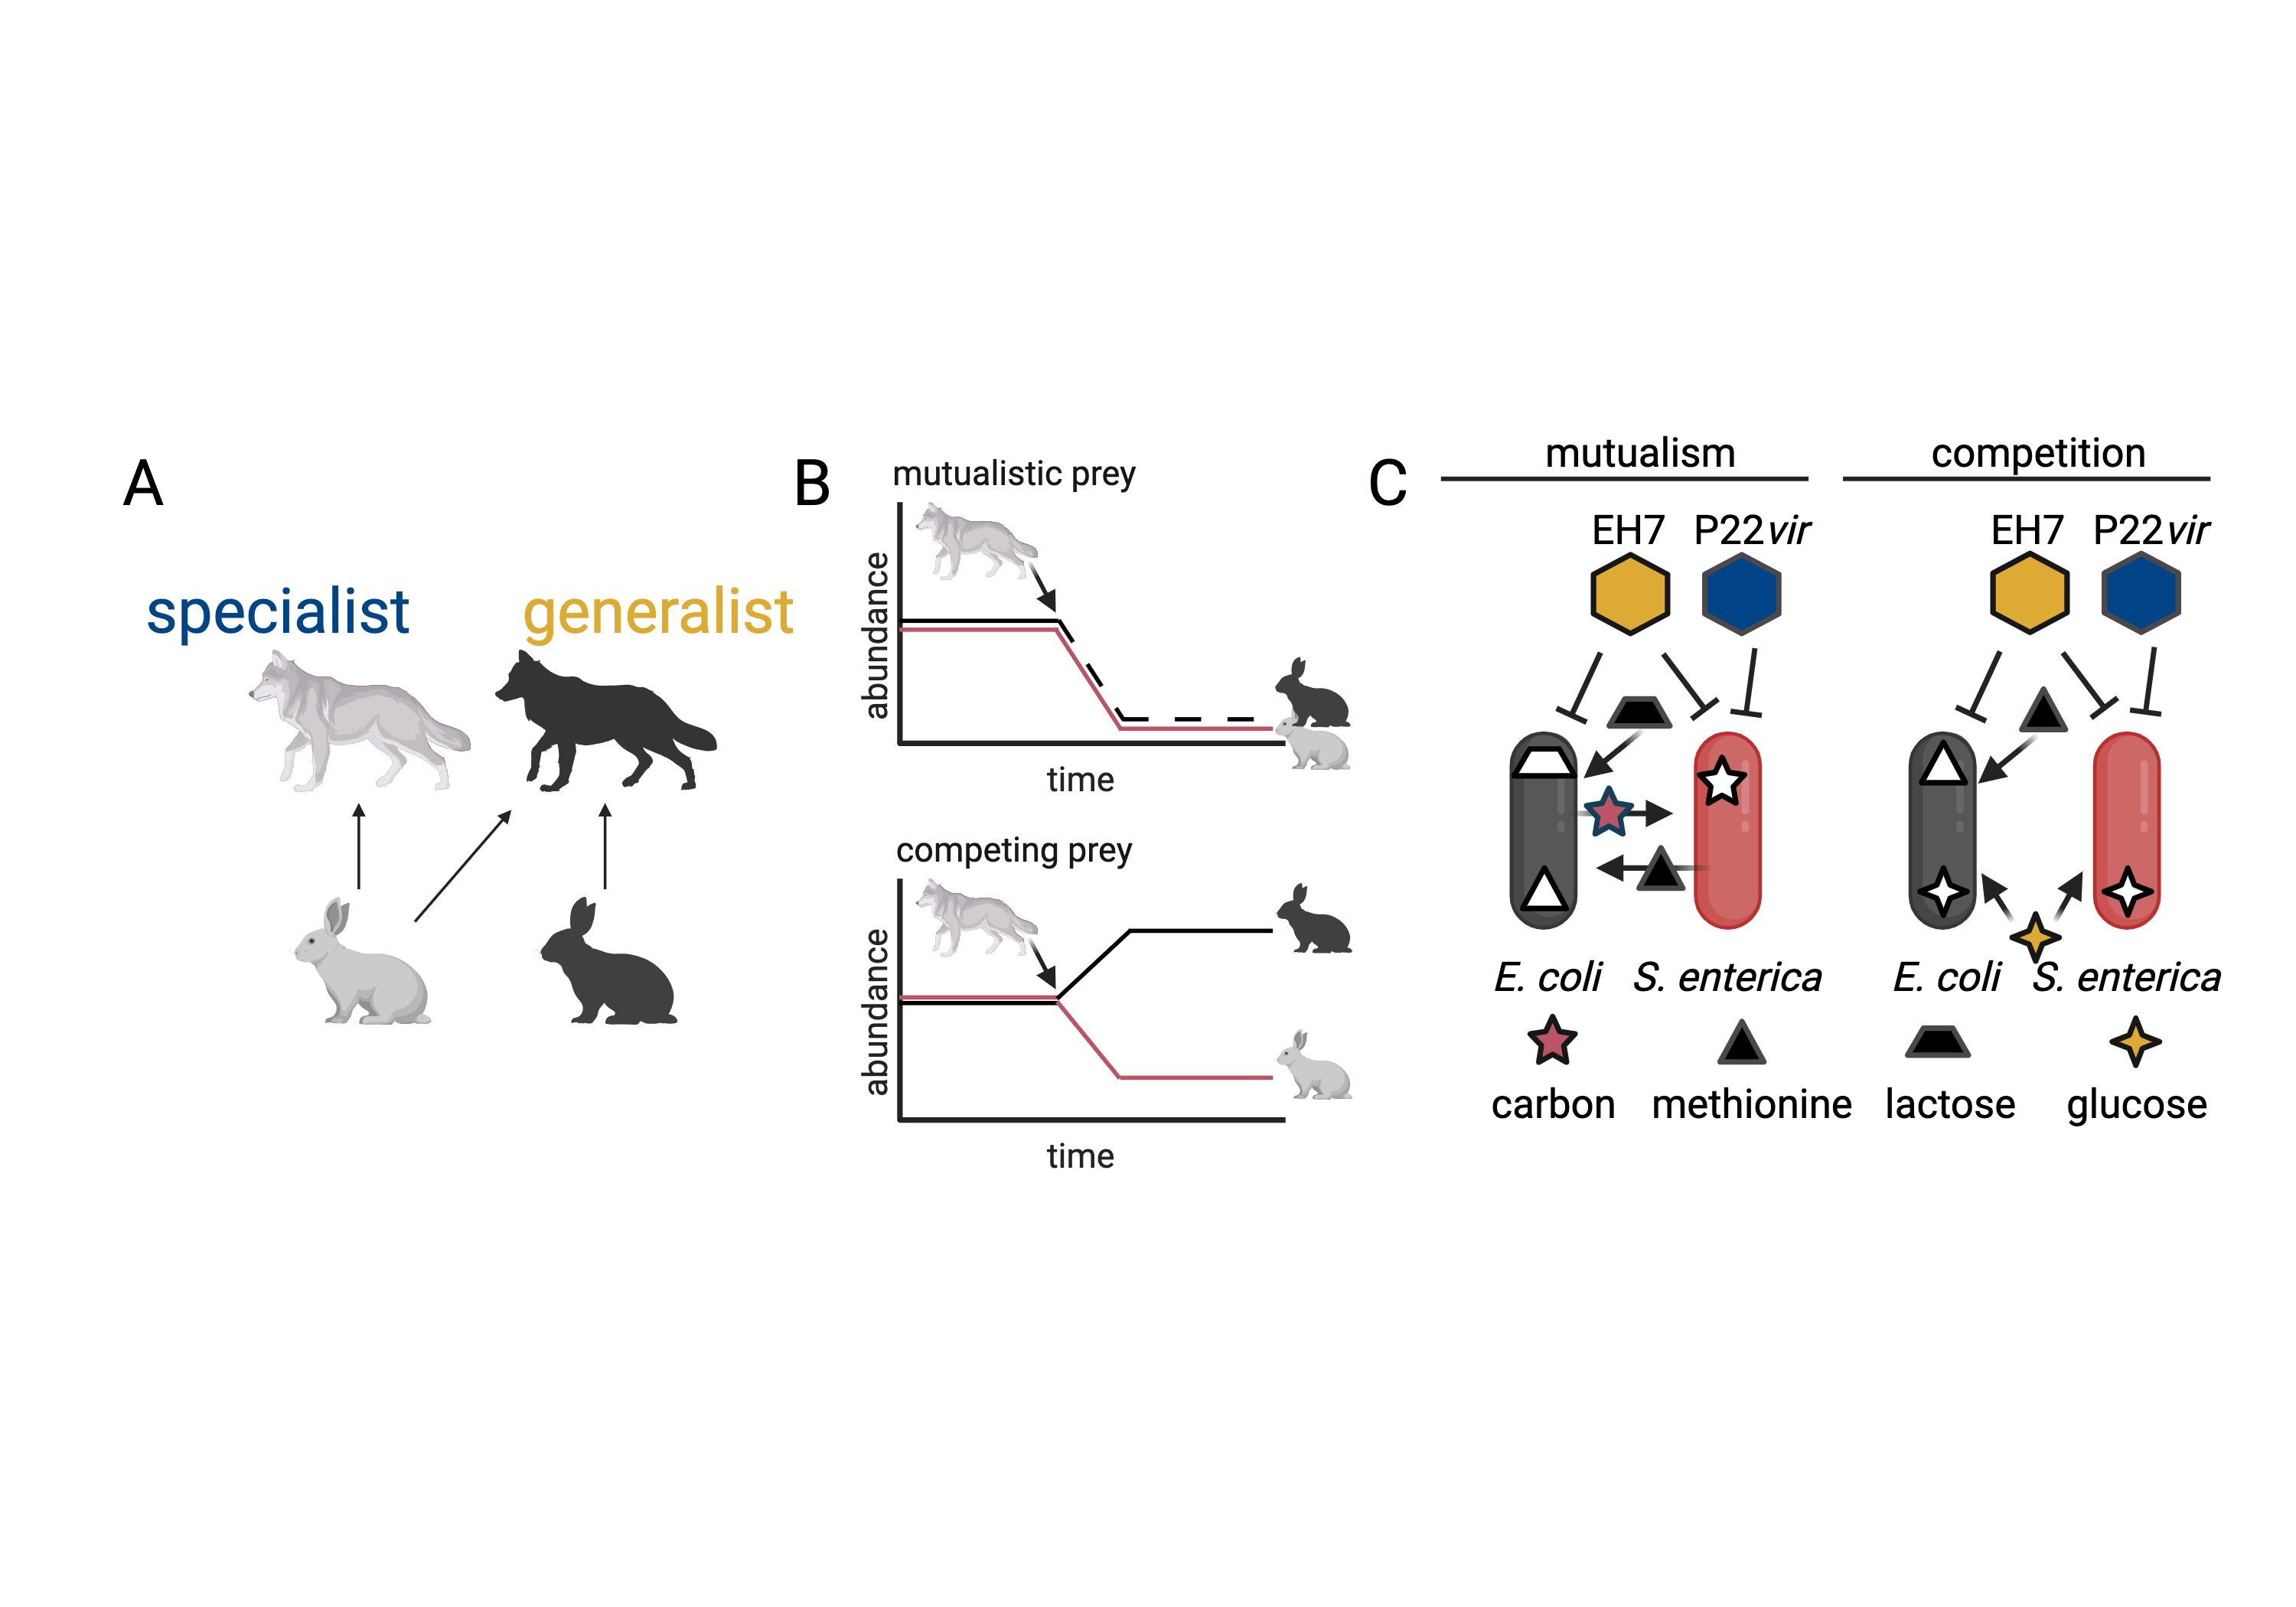 A
specialist
generalist
B
mutualistic prey
abundance
time
competing prey
abundance
time
C
mutualism
competition
EH7
P22vir
EH7
P22vir
E. coli
S. enterica
E. coli
S. enterica
carbon
methionine
lactose
glucose